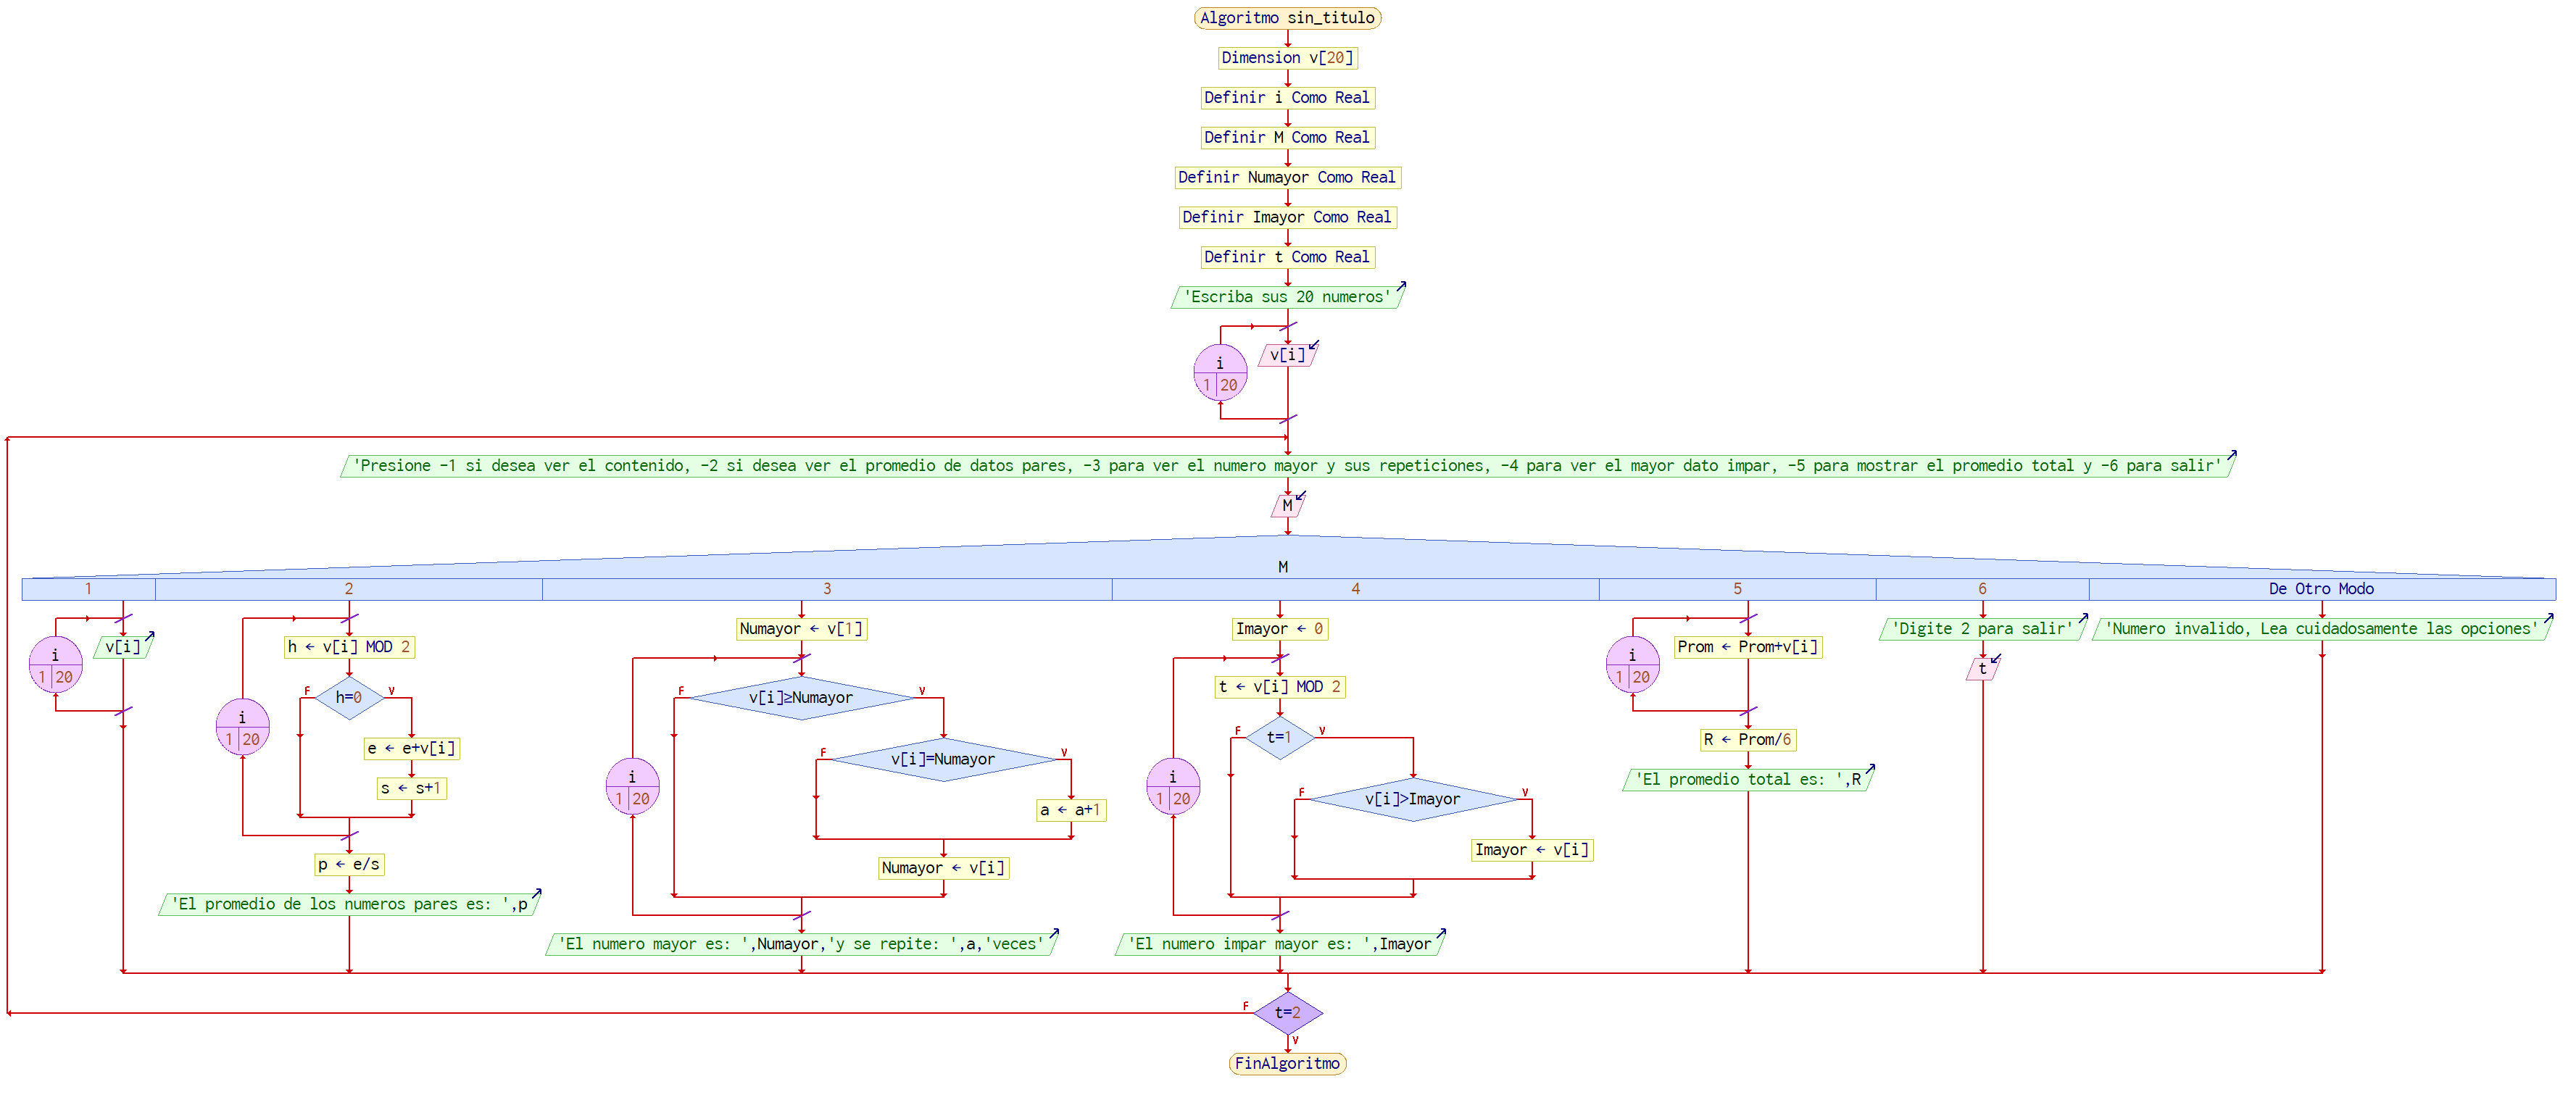 Algoritmo sin_titulo
Dimension v[20]
Definir i Como Real
Definir M Como Real
Definir Numayor Como Real
Definir Imayor Como Real
Definir t Como Real
'Escriba sus 20 numeros'
i
1 20
v[i]
'Presione -1 si desea ver el contenido, -2 si desea ver el promedio de datos pares, -3 para ver el numero mayor y sus repeticiones, -4 para ver el mayor dato impar, -5 para mostrar el promedio total y -6 para salir'
M
M
1 2 3 4 5 6 De Otro Modo
i
1 20
v[i]
i
1 20
h ← v[i] MOD 2
F h=0 V
e ← e+v[i]
s ← s+1
p ← e/s
'El promedio de los numeros pares es: ',p
Numayor ← v[1]
i
1 20
F v[i]≥Numayor V
F v[i]=Numayor V
a ← a+1
Numayor ← v[i]
'El numero mayor es: ',Numayor,'y se repite: ',a,'veces'
Imayor ← 0
i
1 20
t ← v[i] MOD 2
F t=1 V
F v[i]>Imayor V
Imayor ← v[i]
'El numero impar mayor es: ',Imayor
i
1 20
Prom ← Prom+v[i]
R ← Prom/6
'El promedio total es: ',R
'Digite 2 para salir'
t
'Numero invalido, Lea cuidadosamente las opciones'
F t=2
V
FinAlgoritmo